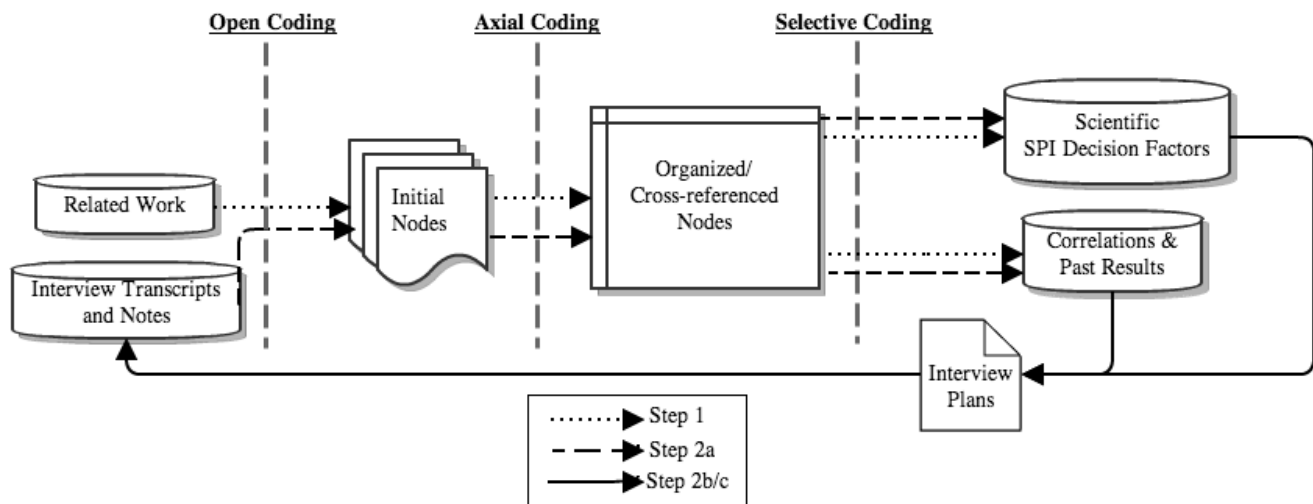 Open Coding
Axial Coding
Selective Coding
Related Work
Interview Transcripts
and Notes
Initial
Nodes
Organized/
Cross-referenced
Nodes
Scientific
SPI Decision Factors
Correlations &
Past Results
Interview
Plans
Step 1
Step 2a
Step 2b/c